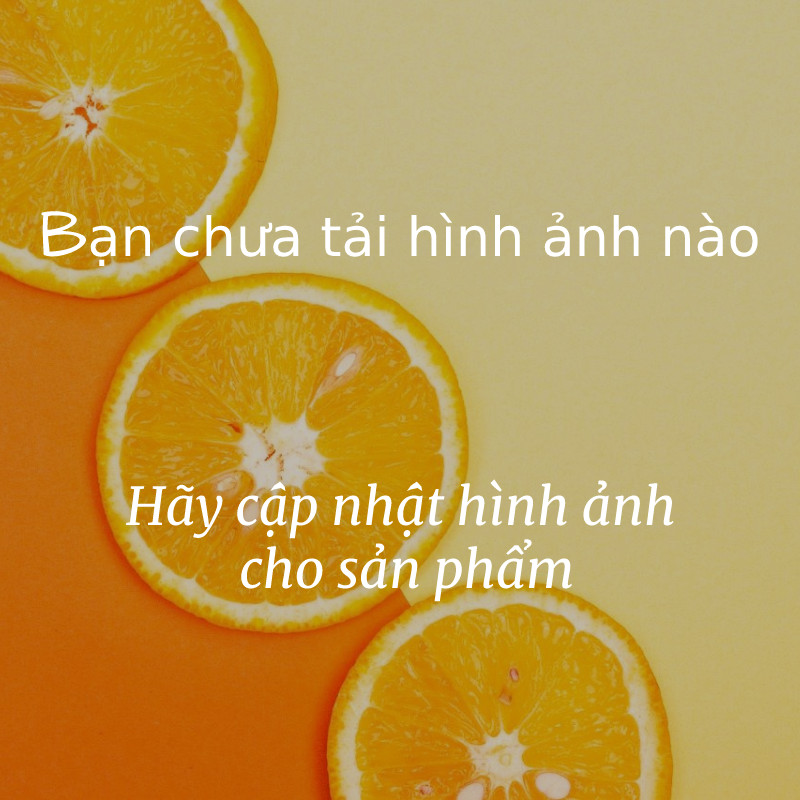 Bạn chưa tải hình ảnh nào
Hãy cập nhật hình ảnh
cho sản phẩm